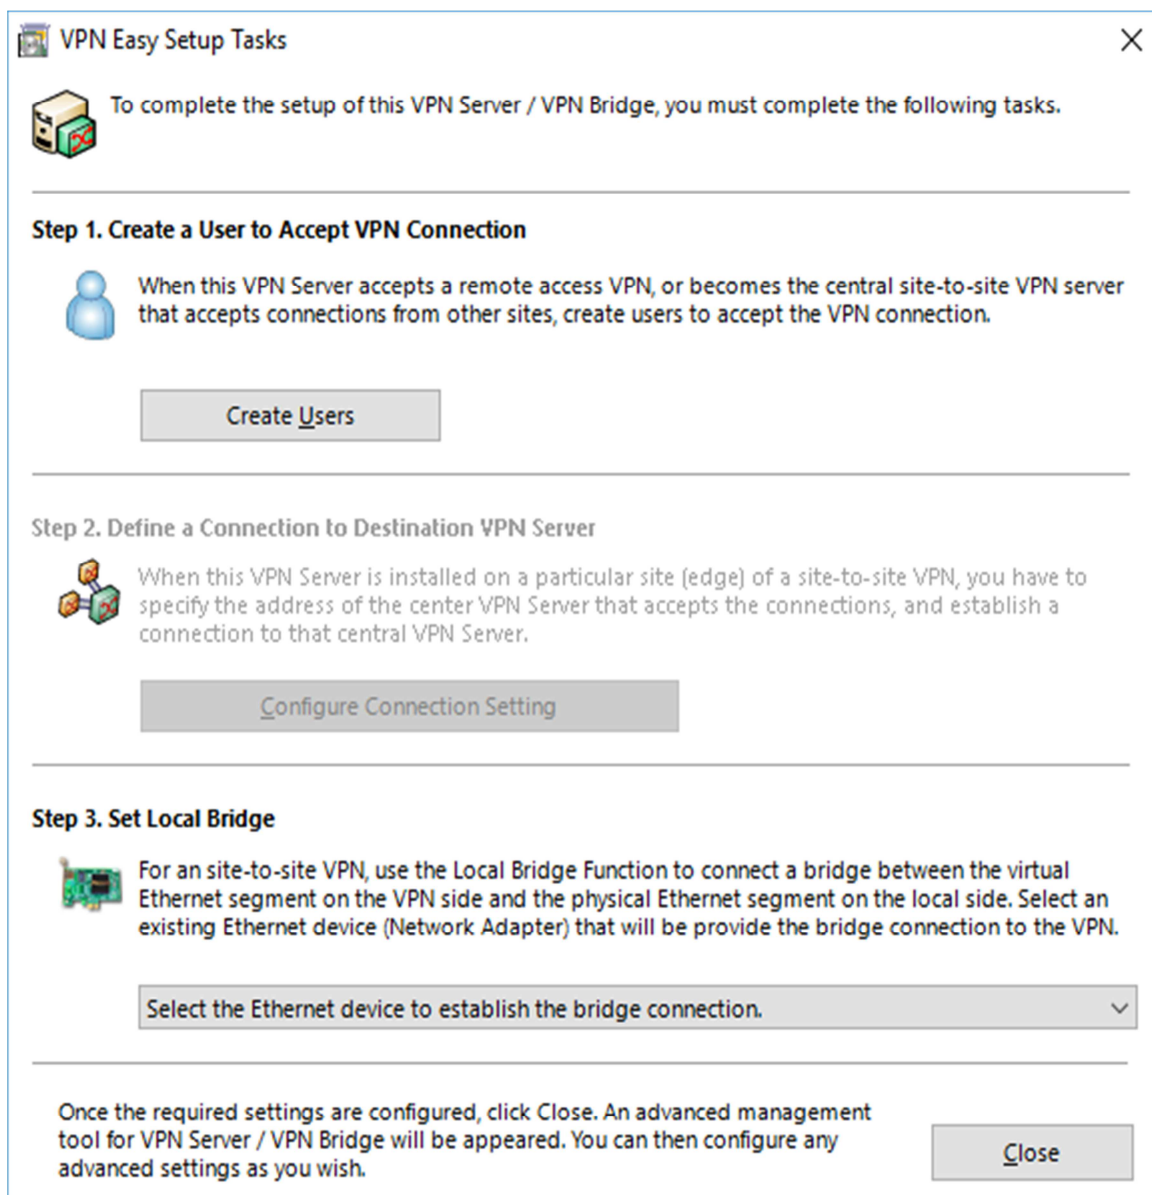 VPN Easy Setup Tasks
To complete the setup of this VPN Server / VPN Bridge, you must complete the following tasks.
Step 1. Create a User to Accept VPN Connection
When this VPN Server accepts a remote access VPN, or becomes the central site-to-site VPN server
that accepts connections from other sites, create users to accept the VPN connection.
Create Users
Step 2. Define a Connection to Destination VPN Server
When this VPN Server is installed on a particular site (edge) of a site-to-site VPN, you have to
specify the address of the center VPN Server that accepts the connections, and establish a
connection to that central VPN Server.
Configure Connection Setting
Step 3. Set Local Bridge
For an site-to-site VPN, use the Local Bridge Function to connect a bridge between the virtual
Ethernet segment on the VPN side and the physical Ethernet segment on the local side. Select an
existing Ethernet device (Network Adapter) that will be provide the bridge connection to the VPN.
Select the Ethernet device to establish the bridge connection.
Once the required settings are configured, click Close. An advanced management
tool for VPN Server / VPN Bridge will be appeared. You can then configure any
advanced settings as you wish.
Close